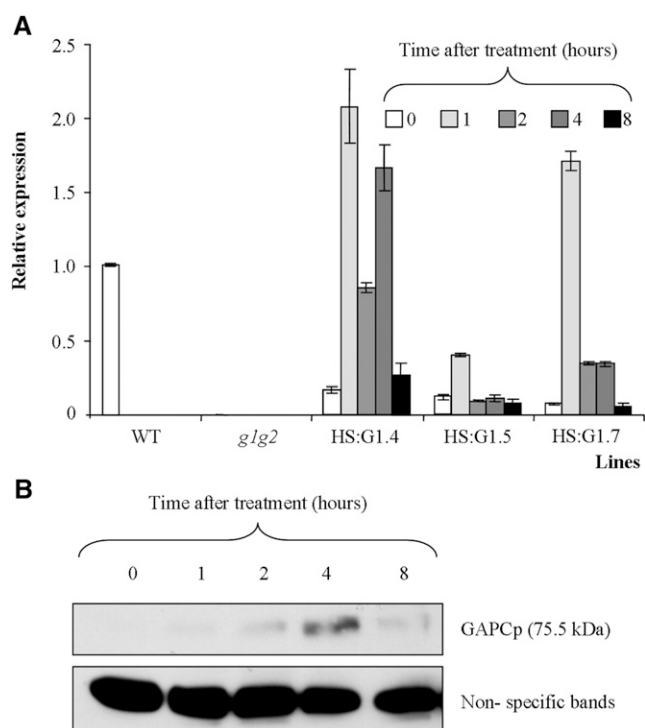 A
Time after treatment (hours)
0 1 2 4 8
Relative expression
2.5
2.0
1.5
1.0
0.5
0
WT g1g2 HS:G1.4 HS:G1.5 HS:G1.7
Lines
B
Time after treatment (hours)
0 1 2 4 8
GAPCp (75.5 kDa)
Non- specific bands